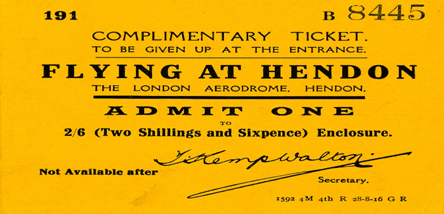 191 B 8445
COMPLIMENTARY TICKET.
TO BE GIVEN UP AT THE ENTRANCE.
FLYING AT HENDON
THE LONDON AERODROME, HENDON.
ADMIT ONE
TO
2/6 (Two Shillings and Sixpence) Enclosure.
T. Kemp Walton
Not Available after
Secretary.
1592 4M 4th R 28-8-16 G R